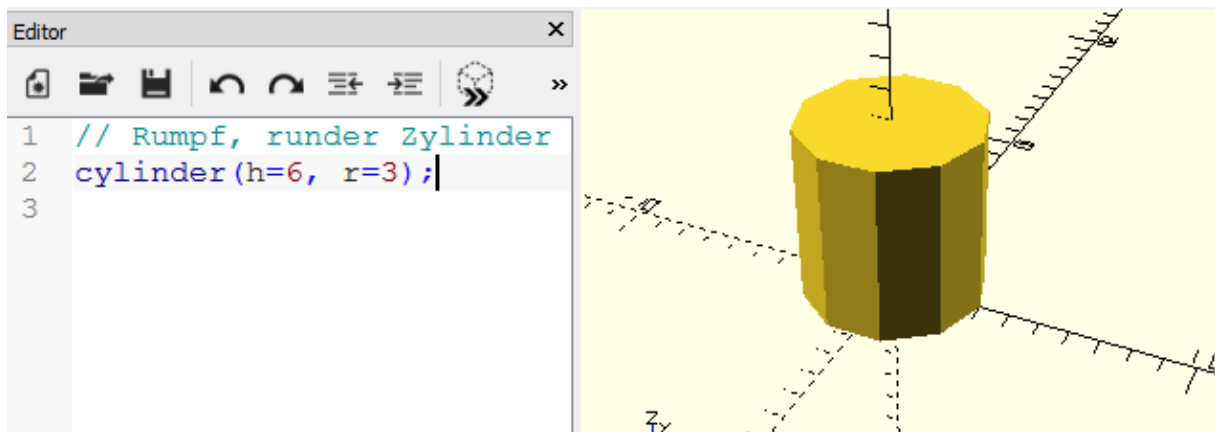 Editor
1 // Rumpf, runder Zylinder
2 cylinder(h=6, r=3);
3
Z